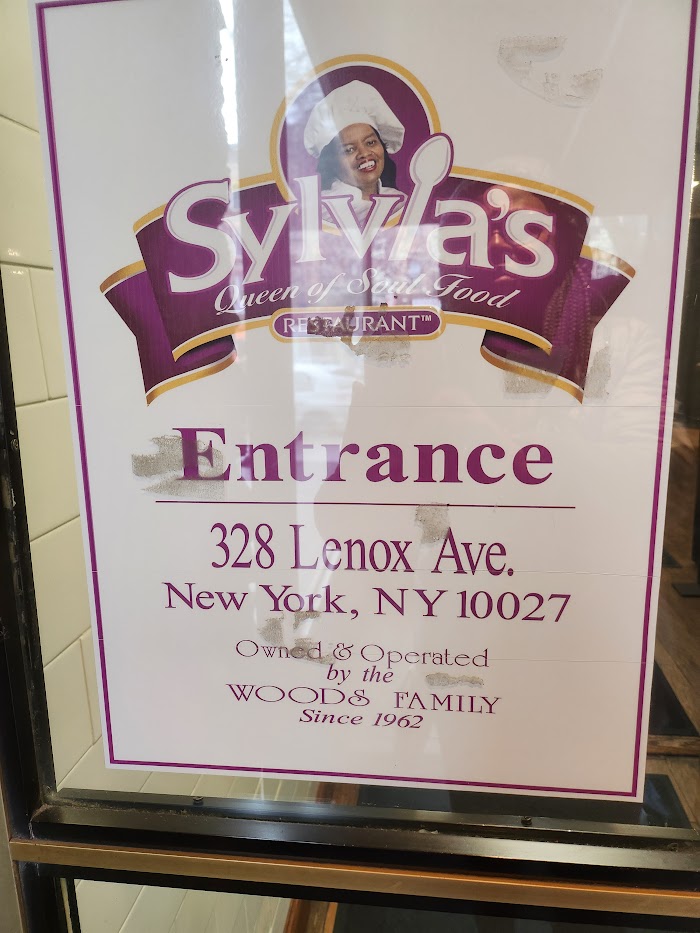 Sylvia's
Queen of Soul Food
RESTAURANT™
Entrance
328 Lenox Ave.
New York, NY 10027
Owned & Operated
by the
WOODS FAMILY
Since 1962